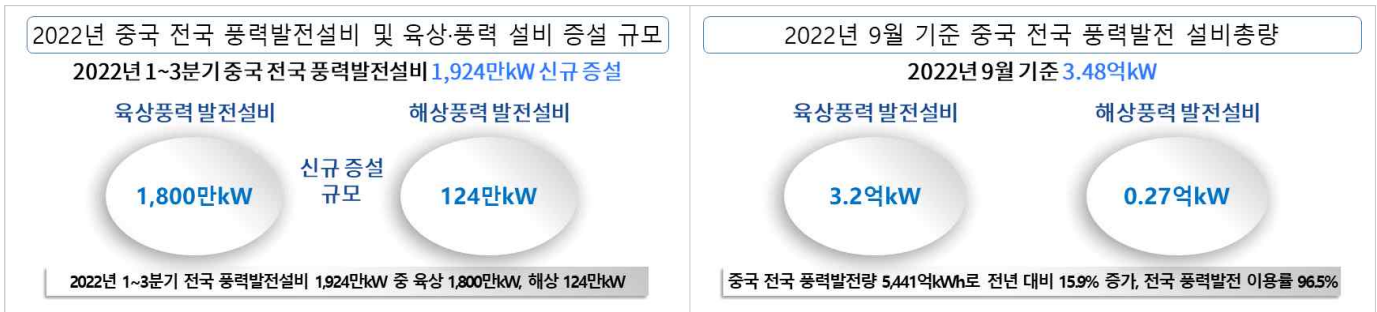 2022년 중국 전국 풍력발전설비 및 육상·풍력 설비 증설 규모
2022년 1~3분기 중국 전국 풍력발전설비 1,924만kW 신규 증설
육상풍력 발전설비
해상풍력 발전설비
1,800만kW
신규 증설
규모
124만kW
2022년 1~3분기 전국 풍력발전설비 1,924만kW 중 육상 1,800만kW, 해상 124만kW
2022년 9월 기준 중국 전국 풍력발전 설비총량
2022년 9월 기준 3.48억kW
육상풍력 발전설비
해상풍력 발전설비
3.2억kW
0.27억kW
중국 전국 풍력발전량 5,441억kWh로 전년 대비 15.9% 증가, 전국 풍력발전 이용률 96.5%